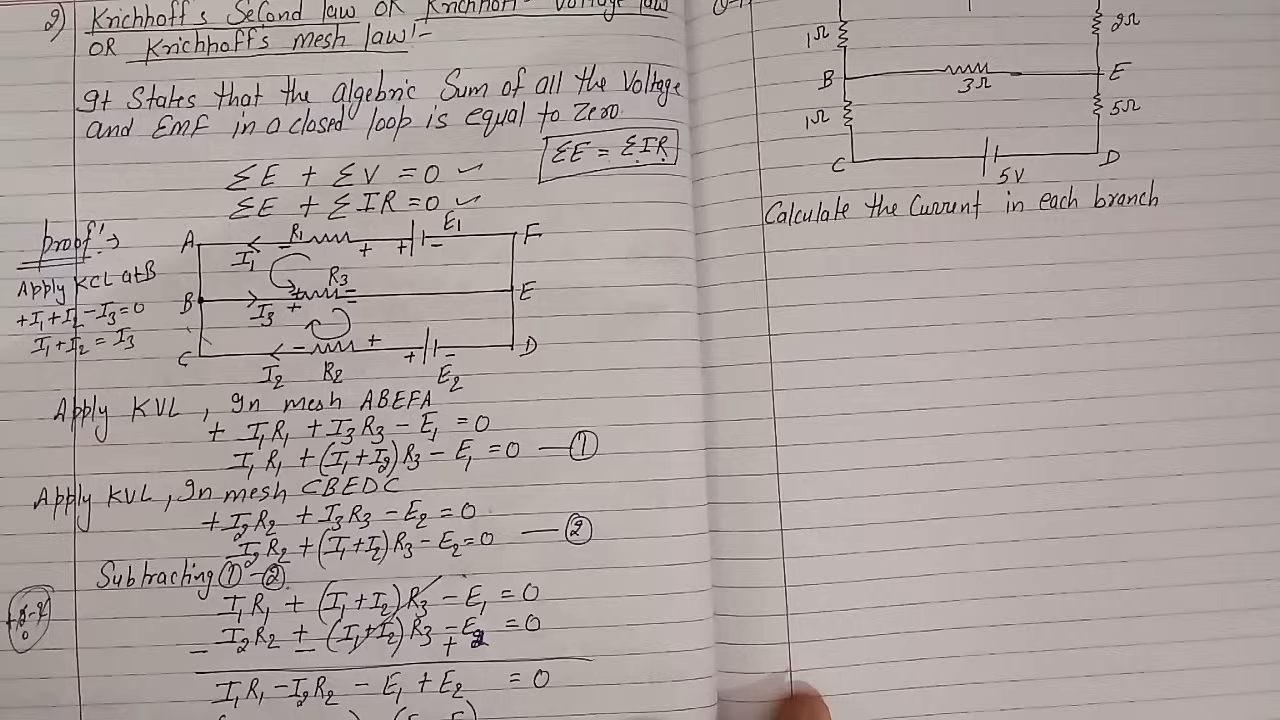 2) Krichhoff's Second law OR Krichhoff voltage law
OR Krichhoff's mesh law :-
It States that the algebric Sum of all the Voltage
and EMF in a closed loop is equal to zero.
ΣE + ΣV = 0
ΣE + ΣIR = 0
ΣE = ΣIR
proof :→
Apply KCL at B
+I₁+I₂-I₃=0
I₁+I₂ = I₃
A I₁ - R₁ + + - E₁ F
B I₃ + R₃ - E
C I₂ - R₂ + + - E₂ D
Apply KVL, In mesh ABEFA
+ I₁R₁ + I₃R₃ - E₁ = 0
I₁R₁ + (I₁+I₂)R₃ - E₁ = 0 — ①
Apply KVL, In mesh CBEDC
+ I₂R₂ + I₃R₃ - E₂ = 0
I₂R₂ + (I₁+I₂)R₃ - E₂ = 0 — ②
Subtracting ① - ②
I₁R₁ + (I₁+I₂)R₃ - E₁ = 0
I₂R₂ + (I₁+I₂)R₃ - E₂ = 0
- - +
I₁R₁ - I₂R₂ - E₁ + E₂ = 0
1Ω 2Ω
B 3Ω E
1Ω 5Ω
C 5V D
Calculate the Current in each branch